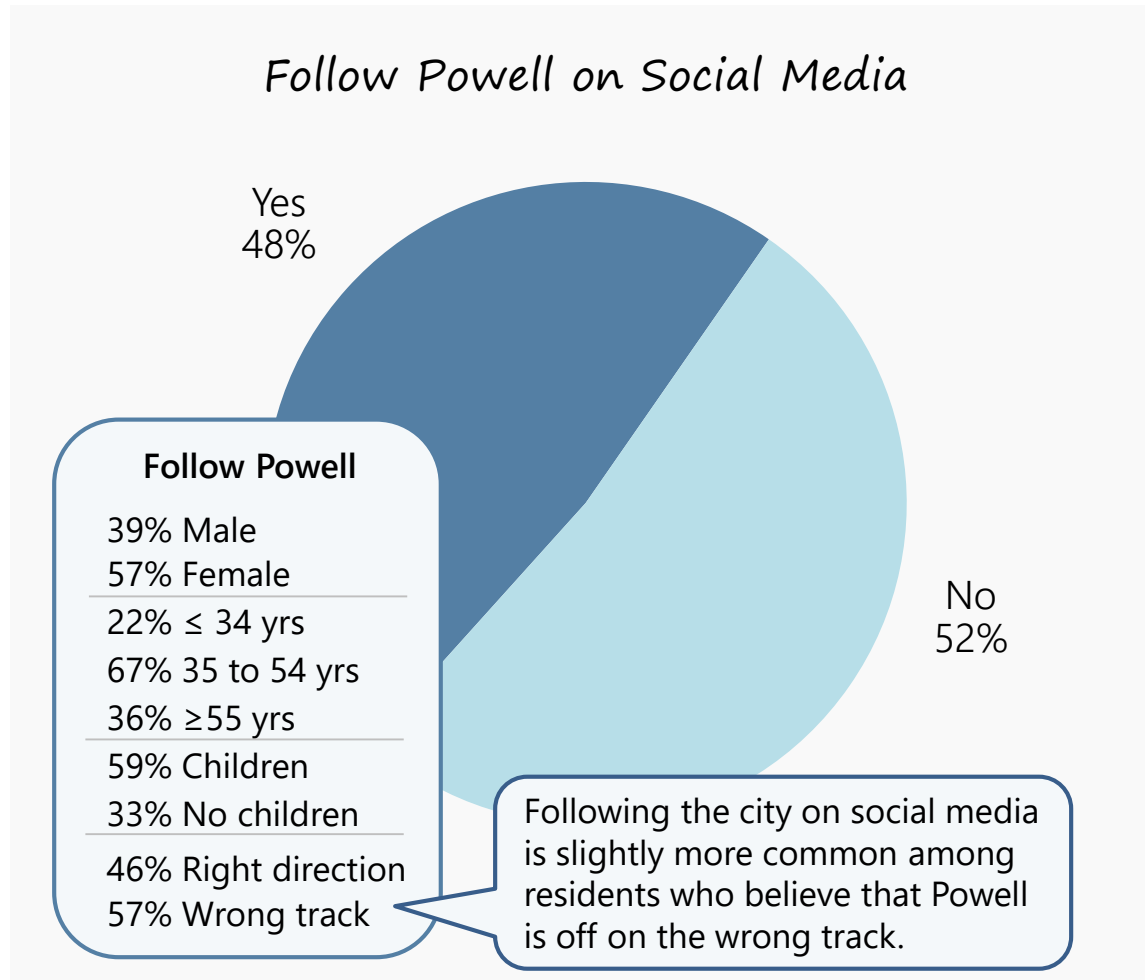 Follow Powell on Social Media
Yes
48%
No
52%
Follow Powell
39% Male
57% Female
22% ≤ 34 yrs
67% 35 to 54 yrs
36% ≥55 yrs
59% Children
33% No children
46% Right direction
57% Wrong track
Following the city on social media
is slightly more common among
residents who believe that Powell
is off on the wrong track.